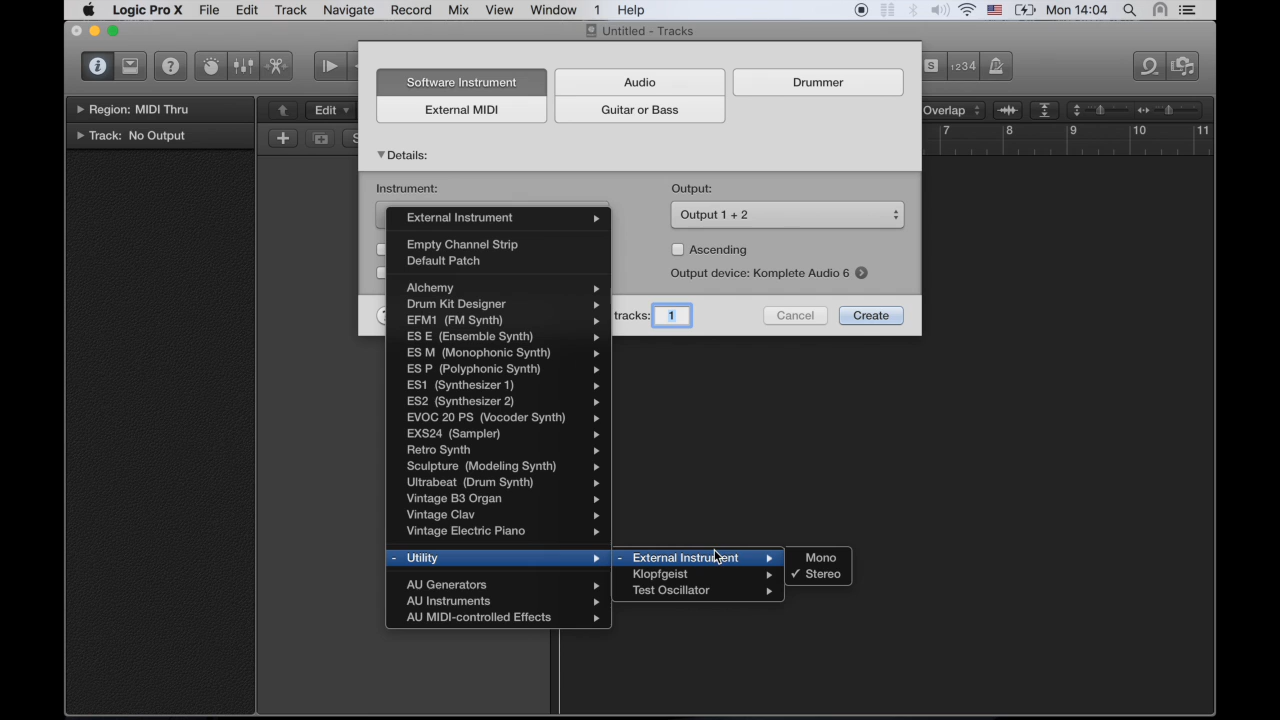 Logic Pro X File Edit Track Navigate Record Mix View Window 1 Help Mon 14:04
Untitled - Tracks
1234
Software Instrument Audio Drummer
External MIDI Guitar or Bass
Region: MIDI Thru
Edit
Overlap
Track: No Output
7 8 9 10 11
Details:
Instrument: Output:
Output 1 + 2
Ascending
Output device: Komplete Audio 6
tracks: 1 Cancel Create
External Instrument
Empty Channel Strip
Default Patch
Alchemy
Drum Kit Designer
EFM1 (FM Synth)
ES E (Ensemble Synth)
ES M (Monophonic Synth)
ES P (Polyphonic Synth)
ES1 (Synthesizer 1)
ES2 (Synthesizer 2)
EVOC 20 PS (Vocoder Synth)
EXS24 (Sampler)
Retro Synth
Sculpture (Modeling Synth)
Ultrabeat (Drum Synth)
Vintage B3 Organ
Vintage Clav
Vintage Electric Piano
- Utility
AU Generators
AU Instruments
AU MIDI-controlled Effects
- External Instrument
Klopfgeist
Test Oscillator
Mono
✓ Stereo